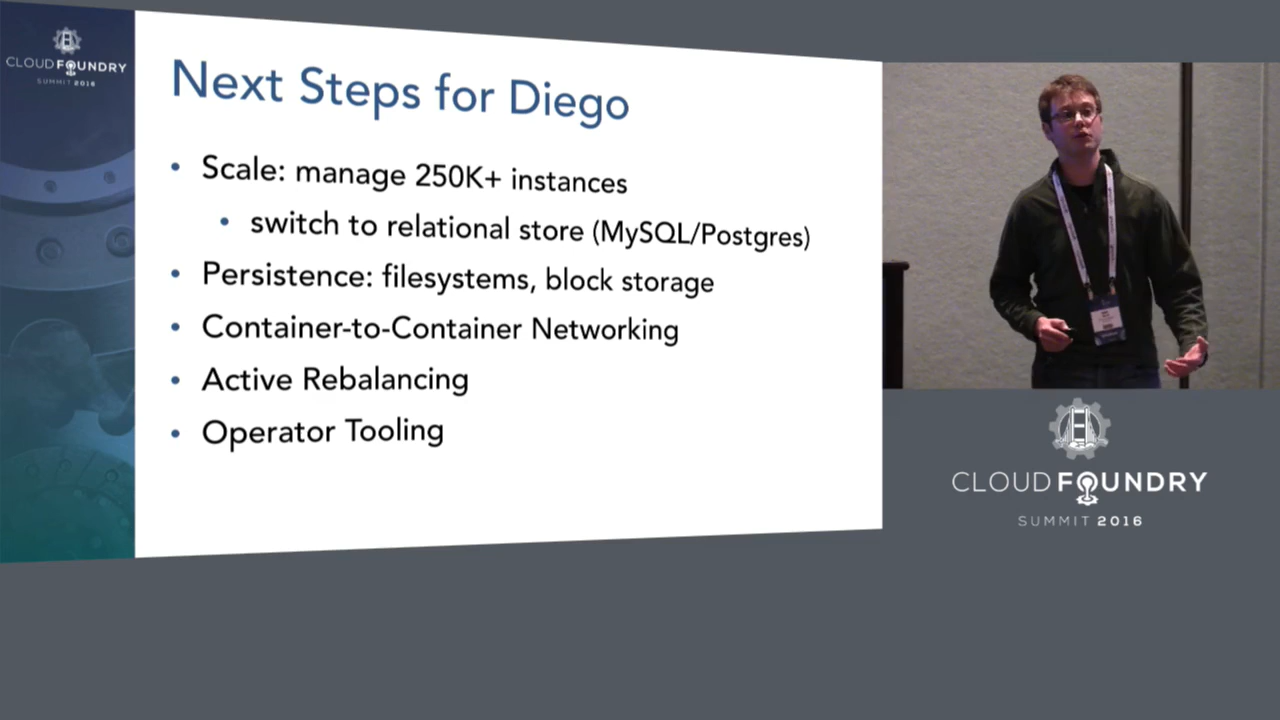 CLOUD FOUNDRY
SUMMIT 2016
Next Steps for Diego
• Scale: manage 250K+ instances
• switch to relational store (MySQL/Postgres)
• Persistence: filesystems, block storage
• Container-to-Container Networking
• Active Rebalancing
• Operator Tooling
CLOUD FOUNDRY
SUMMIT 2016